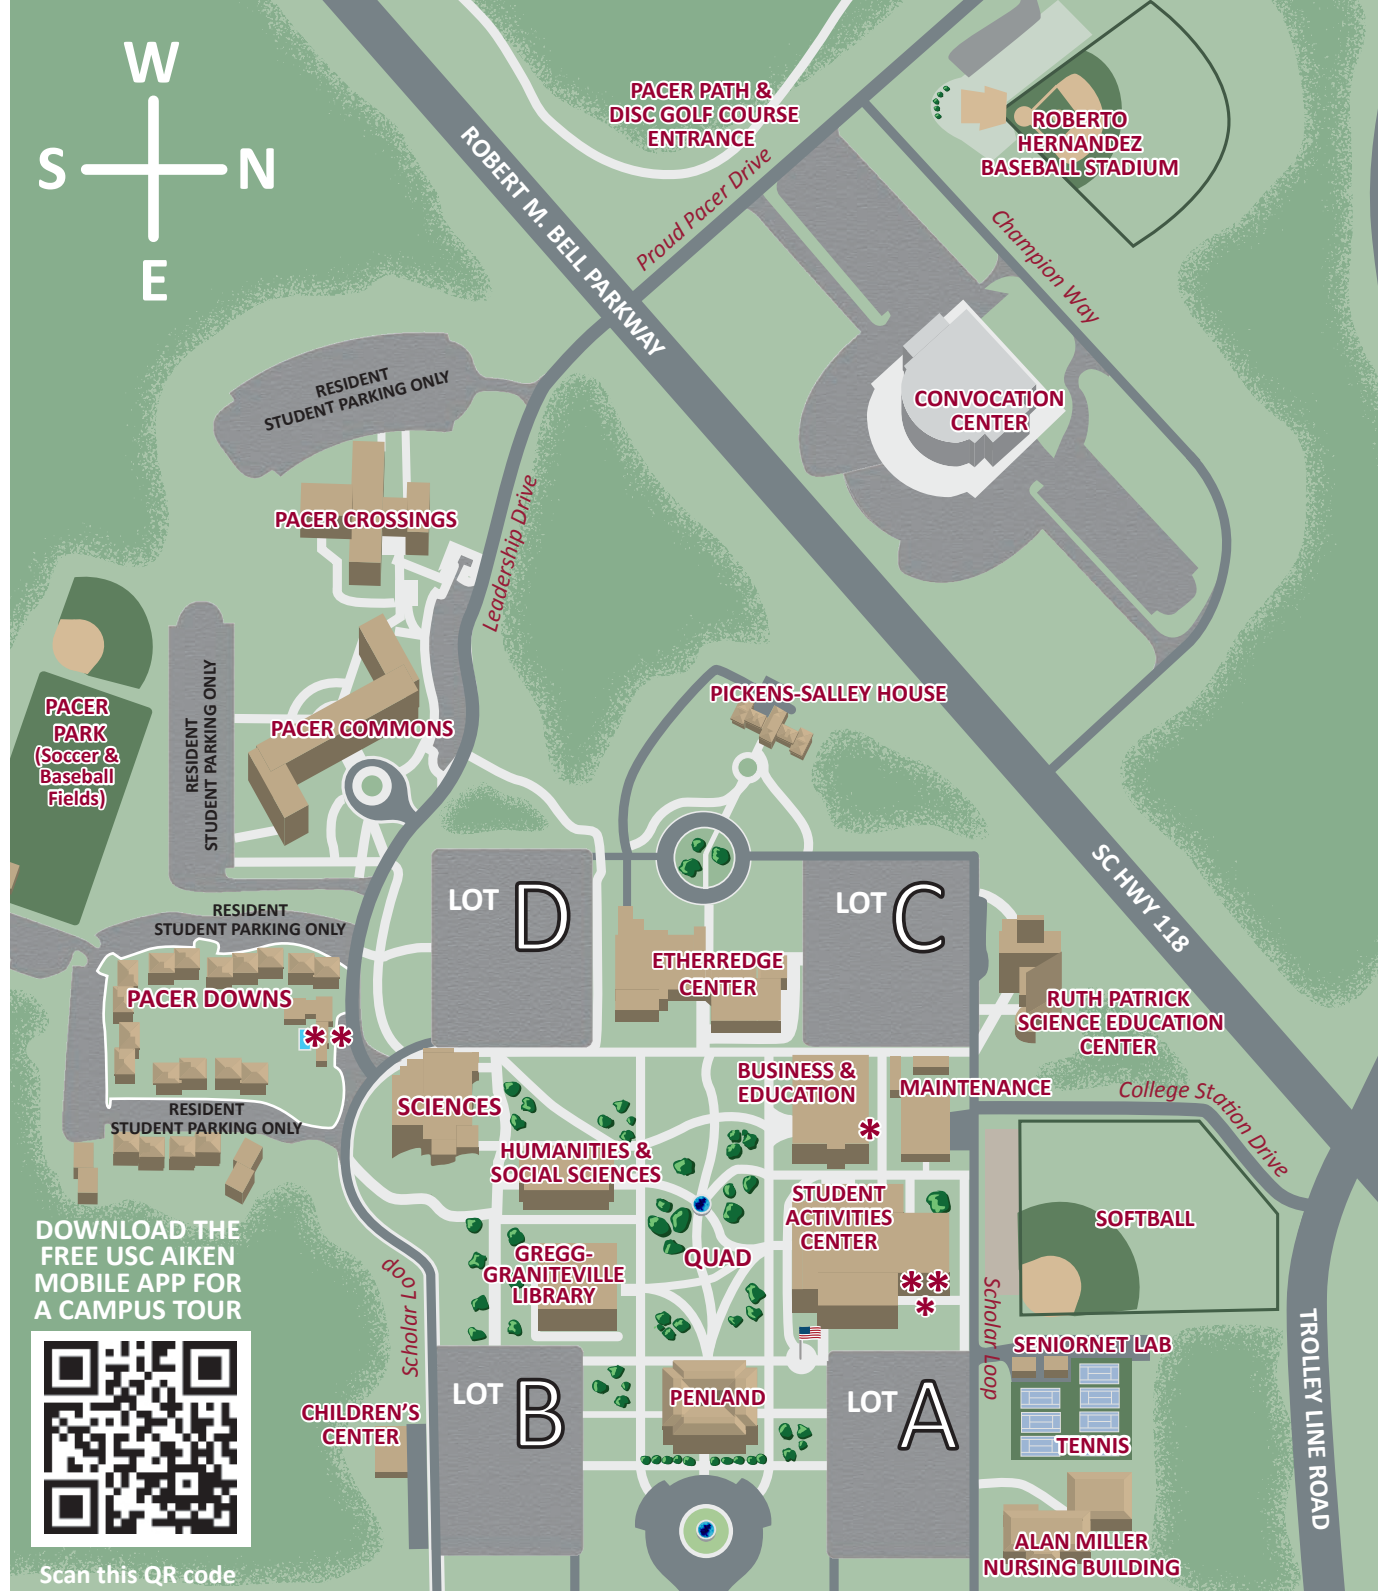 W
S
N
E
PACER PATH &
DISC GOLF COURSE
ENTRANCE
ROBERTO
HERNANDEZ
BASEBALL STADIUM
ROBERT M. BELL PARKWAY
Proud Pacer Drive
Champion Way
RESIDENT
STUDENT PARKING ONLY
CONVOCATION
CENTER
PACER CROSSINGS
Leadership Drive
PACER
PARK
(Soccer &
Baseball
Fields)
RESIDENT
STUDENT PARKING ONLY
PACER COMMONS
PICKENS-SALLEY HOUSE
SC HWY 118
LOT D
LOT C
RESIDENT
STUDENT PARKING ONLY
ETHERREDGE
CENTER
PACER DOWNS
**
RUTH PATRICK
SCIENCE EDUCATION
CENTER
BUSINESS &
EDUCATION
*
MAINTENANCE
College Station Drive
SCIENCES
RESIDENT
STUDENT PARKING ONLY
HUMANITIES &
SOCIAL SCIENCES
STUDENT
ACTIVITIES
CENTER
**
*
SOFTBALL
QUAD
GREGG-
GRANITEVILLE
LIBRARY
DOWNLOAD THE
FREE USC AIKEN
MOBILE APP FOR
A CAMPUS TOUR
Scholar Loop
Scholar Loop
SENIORNET LAB
TROLLEY LINE ROAD
LOT B
PENLAND
LOT A
CHILDREN'S
CENTER
TENNIS
ALAN MILLER
NURSING BUILDING
Scan this QR code